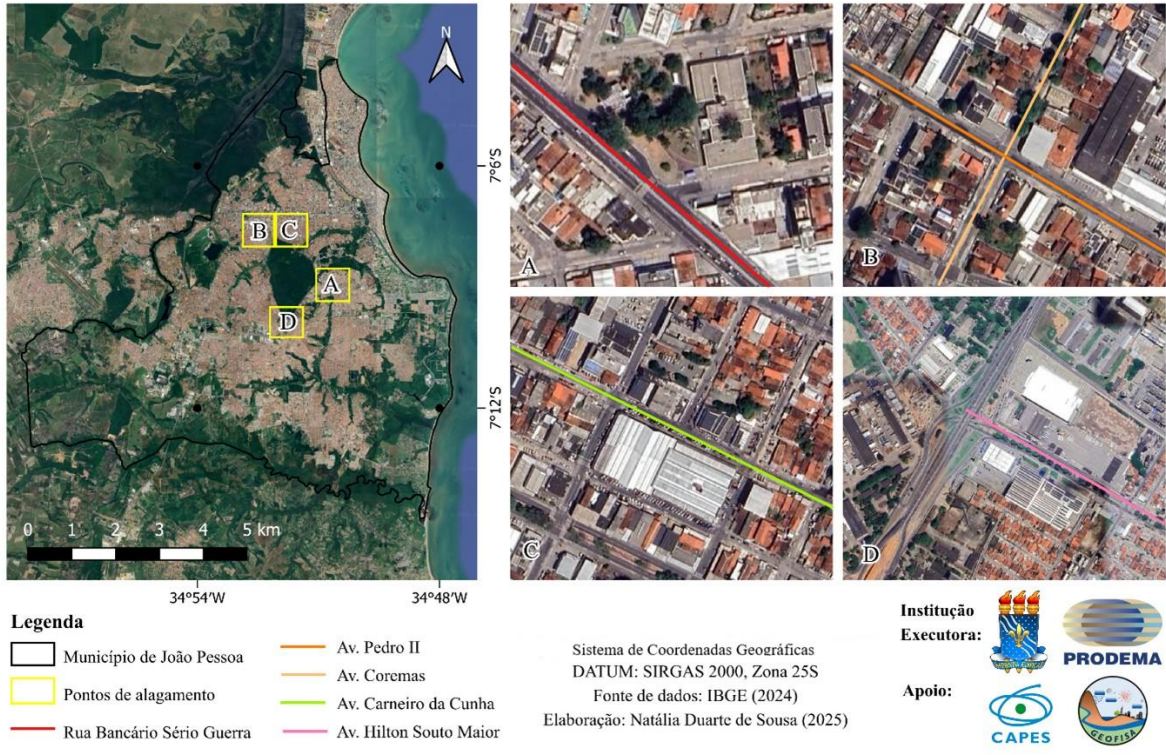 N
7°6'S
7°12'S
34°54'W
34°48'W
0 1 2 3 4 5 km
B
C
A
D
A
B
C
D
Legenda
Município de João Pessoa
Pontos de alagamento
Rua Bancário Sério Guerra
Av. Pedro II
Av. Coremas
Av. Carneiro da Cunha
Av. Hilton Souto Maior
Sistema de Coordenadas Geográficas
DATUM: SIRGAS 2000, Zona 25S
Fonte de dados: IBGE (2024)
Elaboração: Natália Duarte de Sousa (2025)
Institução
Executora:
PRODEMA
Apoio:
CAPES
GEOFISA